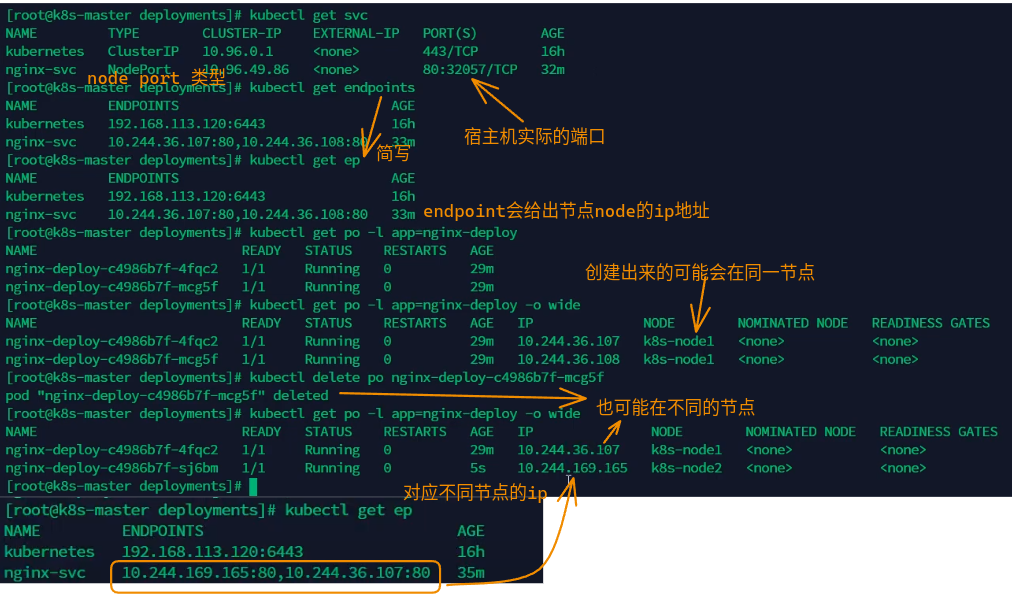 [root@k8s-master deployments]# kubectl get svc
NAME TYPE CLUSTER-IP EXTERNAL-IP PORT(S) AGE
kubernetes ClusterIP 10.96.0.1 <none> 443/TCP 16h
nginx-svc NodePort 10.96.49.86 <none> 80:32057/TCP 32m
node port 类型
[root@k8s-master deployments]# kubectl get endpoints
NAME ENDPOINTS AGE
kubernetes 192.168.113.120:6443 16h
宿主机实际的端口
nginx-svc 10.244.36.107:80,10.244.36.108:80 33m
简写
[root@k8s-master deployments]# kubectl get ep
NAME ENDPOINTS AGE
kubernetes 192.168.113.120:6443 16h
nginx-svc 10.244.36.107:80,10.244.36.108:80 33m
endpoint会给出节点node的ip地址
[root@k8s-master deployments]# kubectl get po -l app=nginx-deploy
NAME READY STATUS RESTARTS AGE
nginx-deploy-c4986b7f-4fqc2 1/1 Running 0 29m
创建出来的可能会在同一节点
nginx-deploy-c4986b7f-mcg5f 1/1 Running 0 29m
[root@k8s-master deployments]# kubectl get po -l app=nginx-deploy -o wide
NAME READY STATUS RESTARTS AGE IP NODE NOMINATED NODE READINESS GATES
nginx-deploy-c4986b7f-4fqc2 1/1 Running 0 29m 10.244.36.107 k8s-node1 <none> <none>
nginx-deploy-c4986b7f-mcg5f 1/1 Running 0 29m 10.244.36.108 k8s-node1 <none> <none>
[root@k8s-master deployments]# kubectl delete po nginx-deploy-c4986b7f-mcg5f
pod "nginx-deploy-c4986b7f-mcg5f" deleted
也可能在不同的节点
[root@k8s-master deployments]# kubectl get po -l app=nginx-deploy -o wide
NAME READY STATUS RESTARTS AGE IP NODE NOMINATED NODE READINESS GATES
nginx-deploy-c4986b7f-4fqc2 1/1 Running 0 29m 10.244.36.107 k8s-node1 <none> <none>
nginx-deploy-c4986b7f-sj6bm 1/1 Running 0 5s 10.244.169.165 k8s-node2 <none> <none>
[root@k8s-master deployments]#
对应不同节点的ip
[root@k8s-master deployments]# kubectl get ep
NAME ENDPOINTS AGE
kubernetes 192.168.113.120:6443 16h
nginx-svc 10.244.169.165:80,10.244.36.107:80 35m